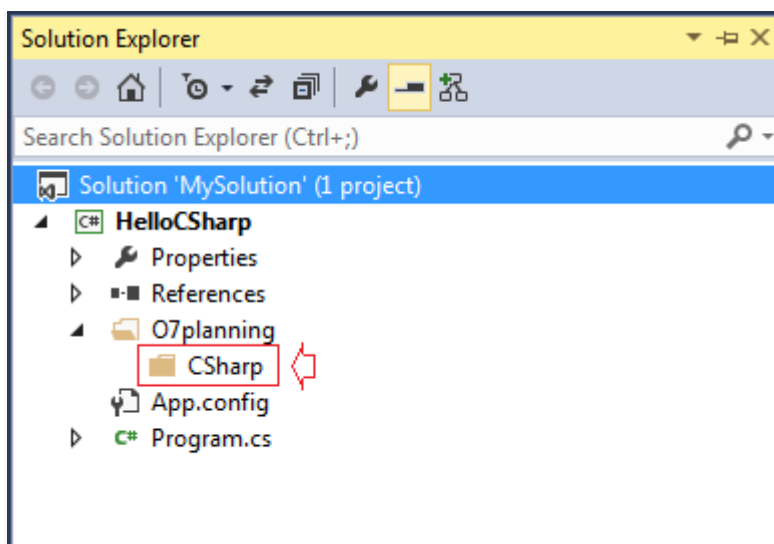 Solution Explorer
Search Solution Explorer (Ctrl+;)
Solution 'MySolution' (1 project)
C# HelloCSharp
Properties
References
O7planning
CSharp
App.config
C# Program.cs